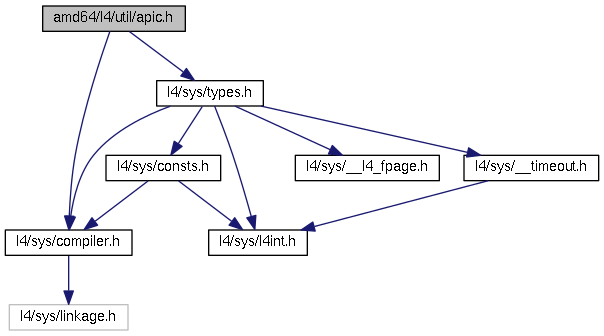 amd64/l4/util/apic.h
l4/sys/types.h
l4/sys/consts.h
l4/sys/__l4_fpage.h
l4/sys/__timeout.h
l4/sys/compiler.h
l4/sys/l4int.h
l4/sys/linkage.h